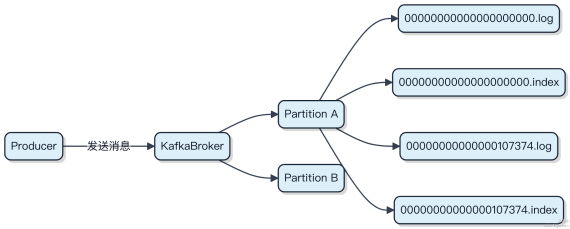 00000000000000000000.log
00000000000000000000.index
Partition A
Producer
发送消息
KafkaBroker
00000000000000107374.log
Partition B
00000000000000107374.index